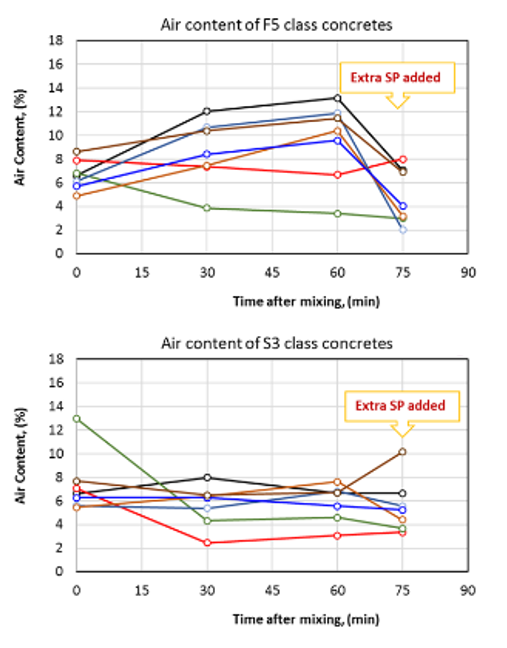 Air content of F5 class concretes
18
16
14
12
10
8
6
4
2
0
Air Content, (%)
Extra SP added
0 15 30 45 60 75 90
Time after mixing, (min)
Air content of S3 class concretes
18
16
14
12
10
8
6
4
2
0
Air Content, (%)
Extra SP added
0 15 30 45 60 75 90
Time after mixing, (min)